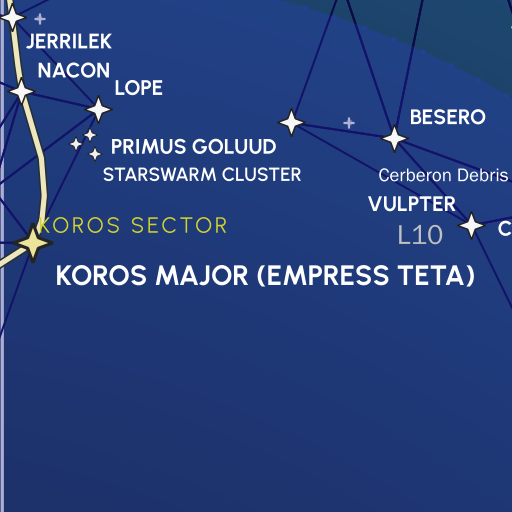 JERRILEK
NACON
LOPE
BESERO
PRIMUS GOLUUD
STARSWARM CLUSTER
Cerberon Debris
VULPTER
KOROS SECTOR
L10
C
KOROS MAJOR (EMPRESS TETA)